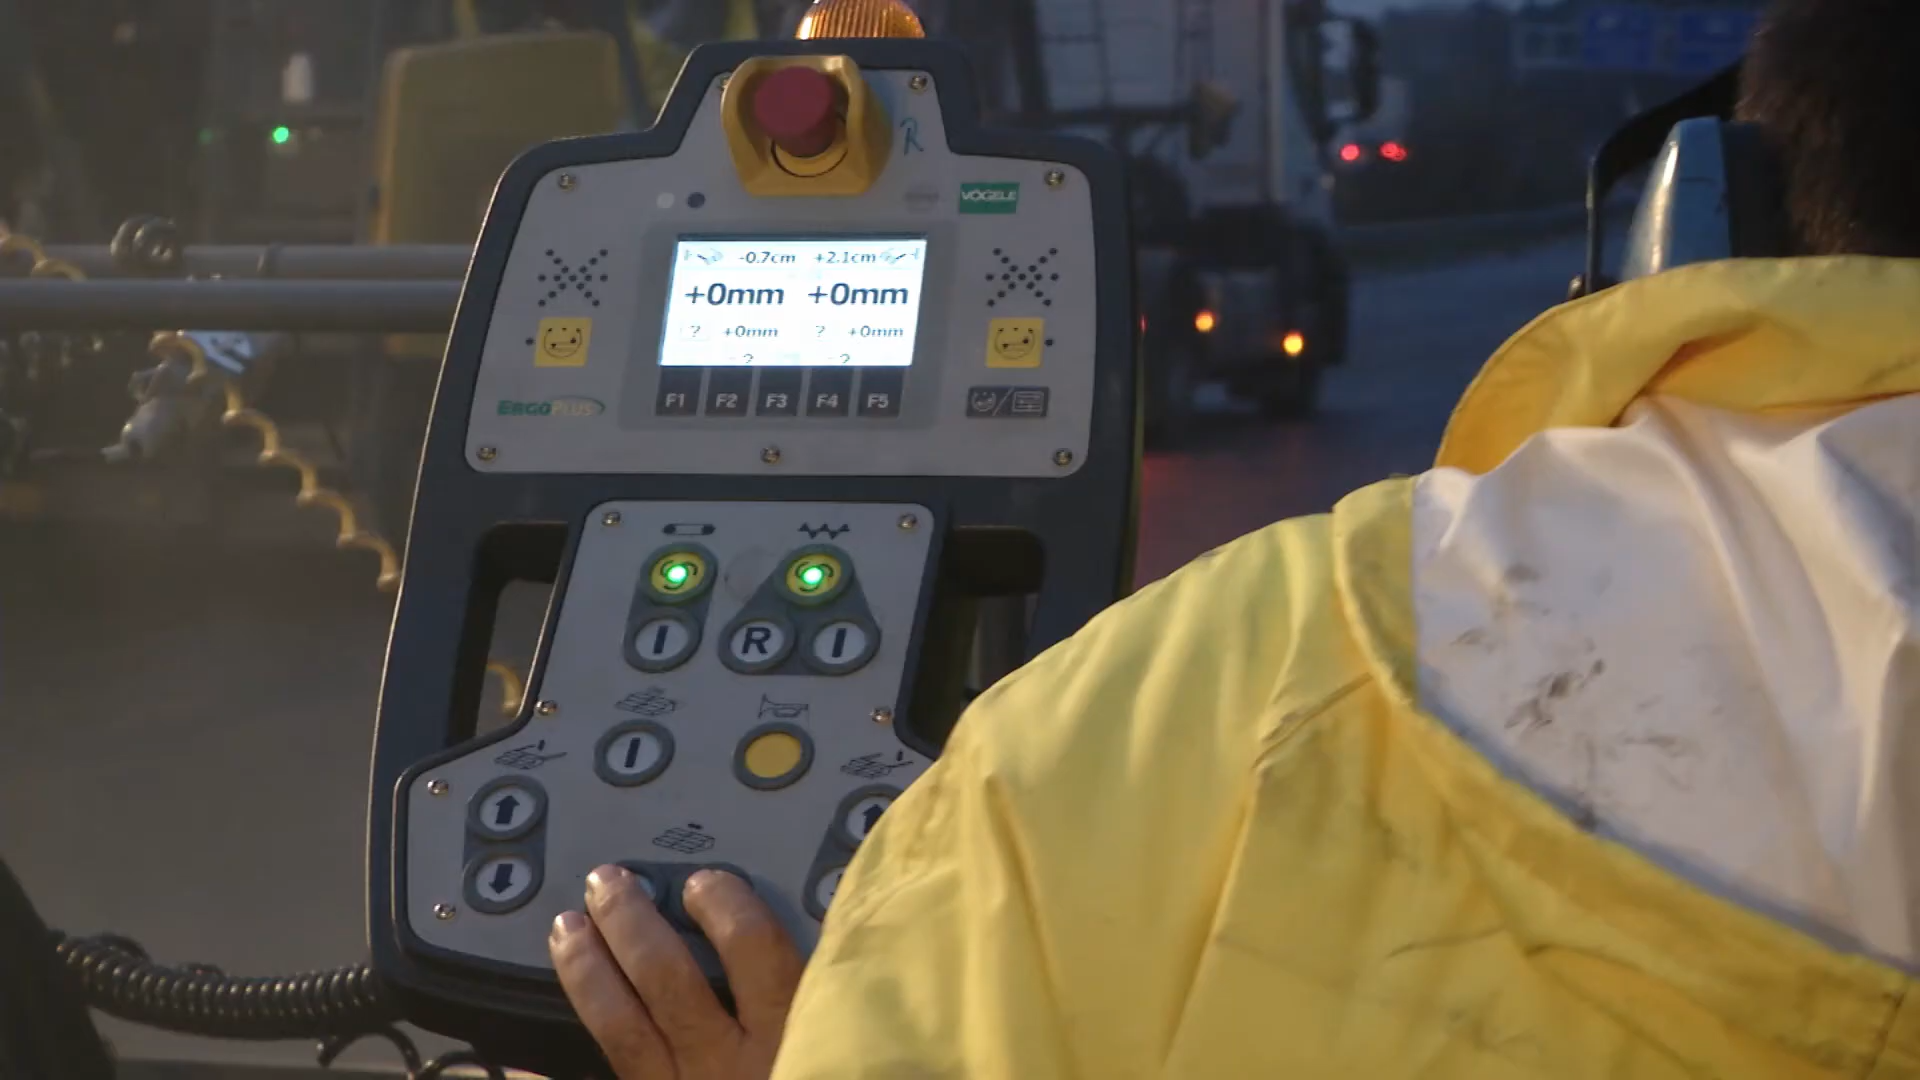 R
VÖGELE
-0.7cm +2.1cm
+0mm +0mm
? +0mm ? +0mm
-? -?
ERGOPLUS
F1 F2 F3 F4 F5
I R I
I